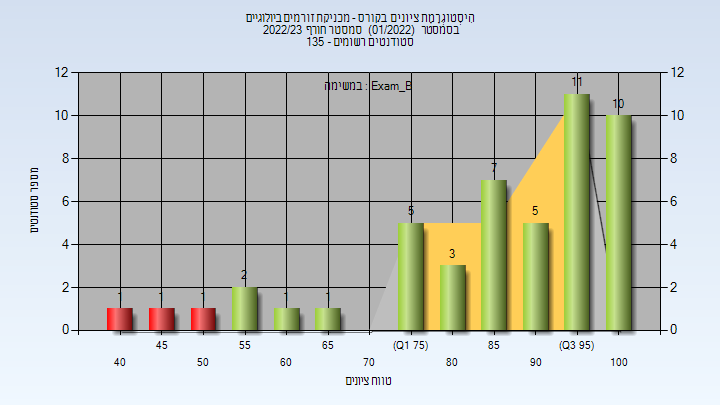 היסטוגרמת ציונים בקורס - מכניקת זורמים ביולוגיים
בסמסטר (01/2022) סמסטר חורף 2022/23
סטודנטים רשומים - 135
במשימה : Exam_B
12 12
10 10
8 8
6 6
4 4
2 2
0 0
מספר סטודנטים
1 1 1 2 1 1 5 3 7 5 11 10
45 55 65 (Q1 75) 85 (Q3 95)
40 50 60 70 80 90 100
טווח ציונים